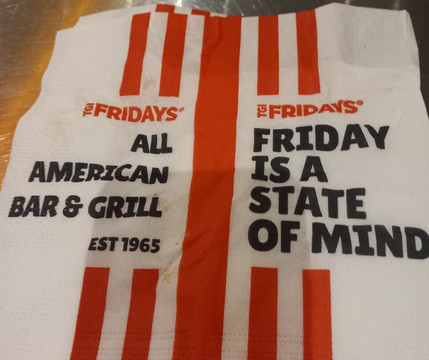 TGI FRIDAYS®
ALL
AMERICAN
BAR & GRILL
EST 1965
TGI FRIDAYS®
FRIDAY
IS A
STATE
OF MIND